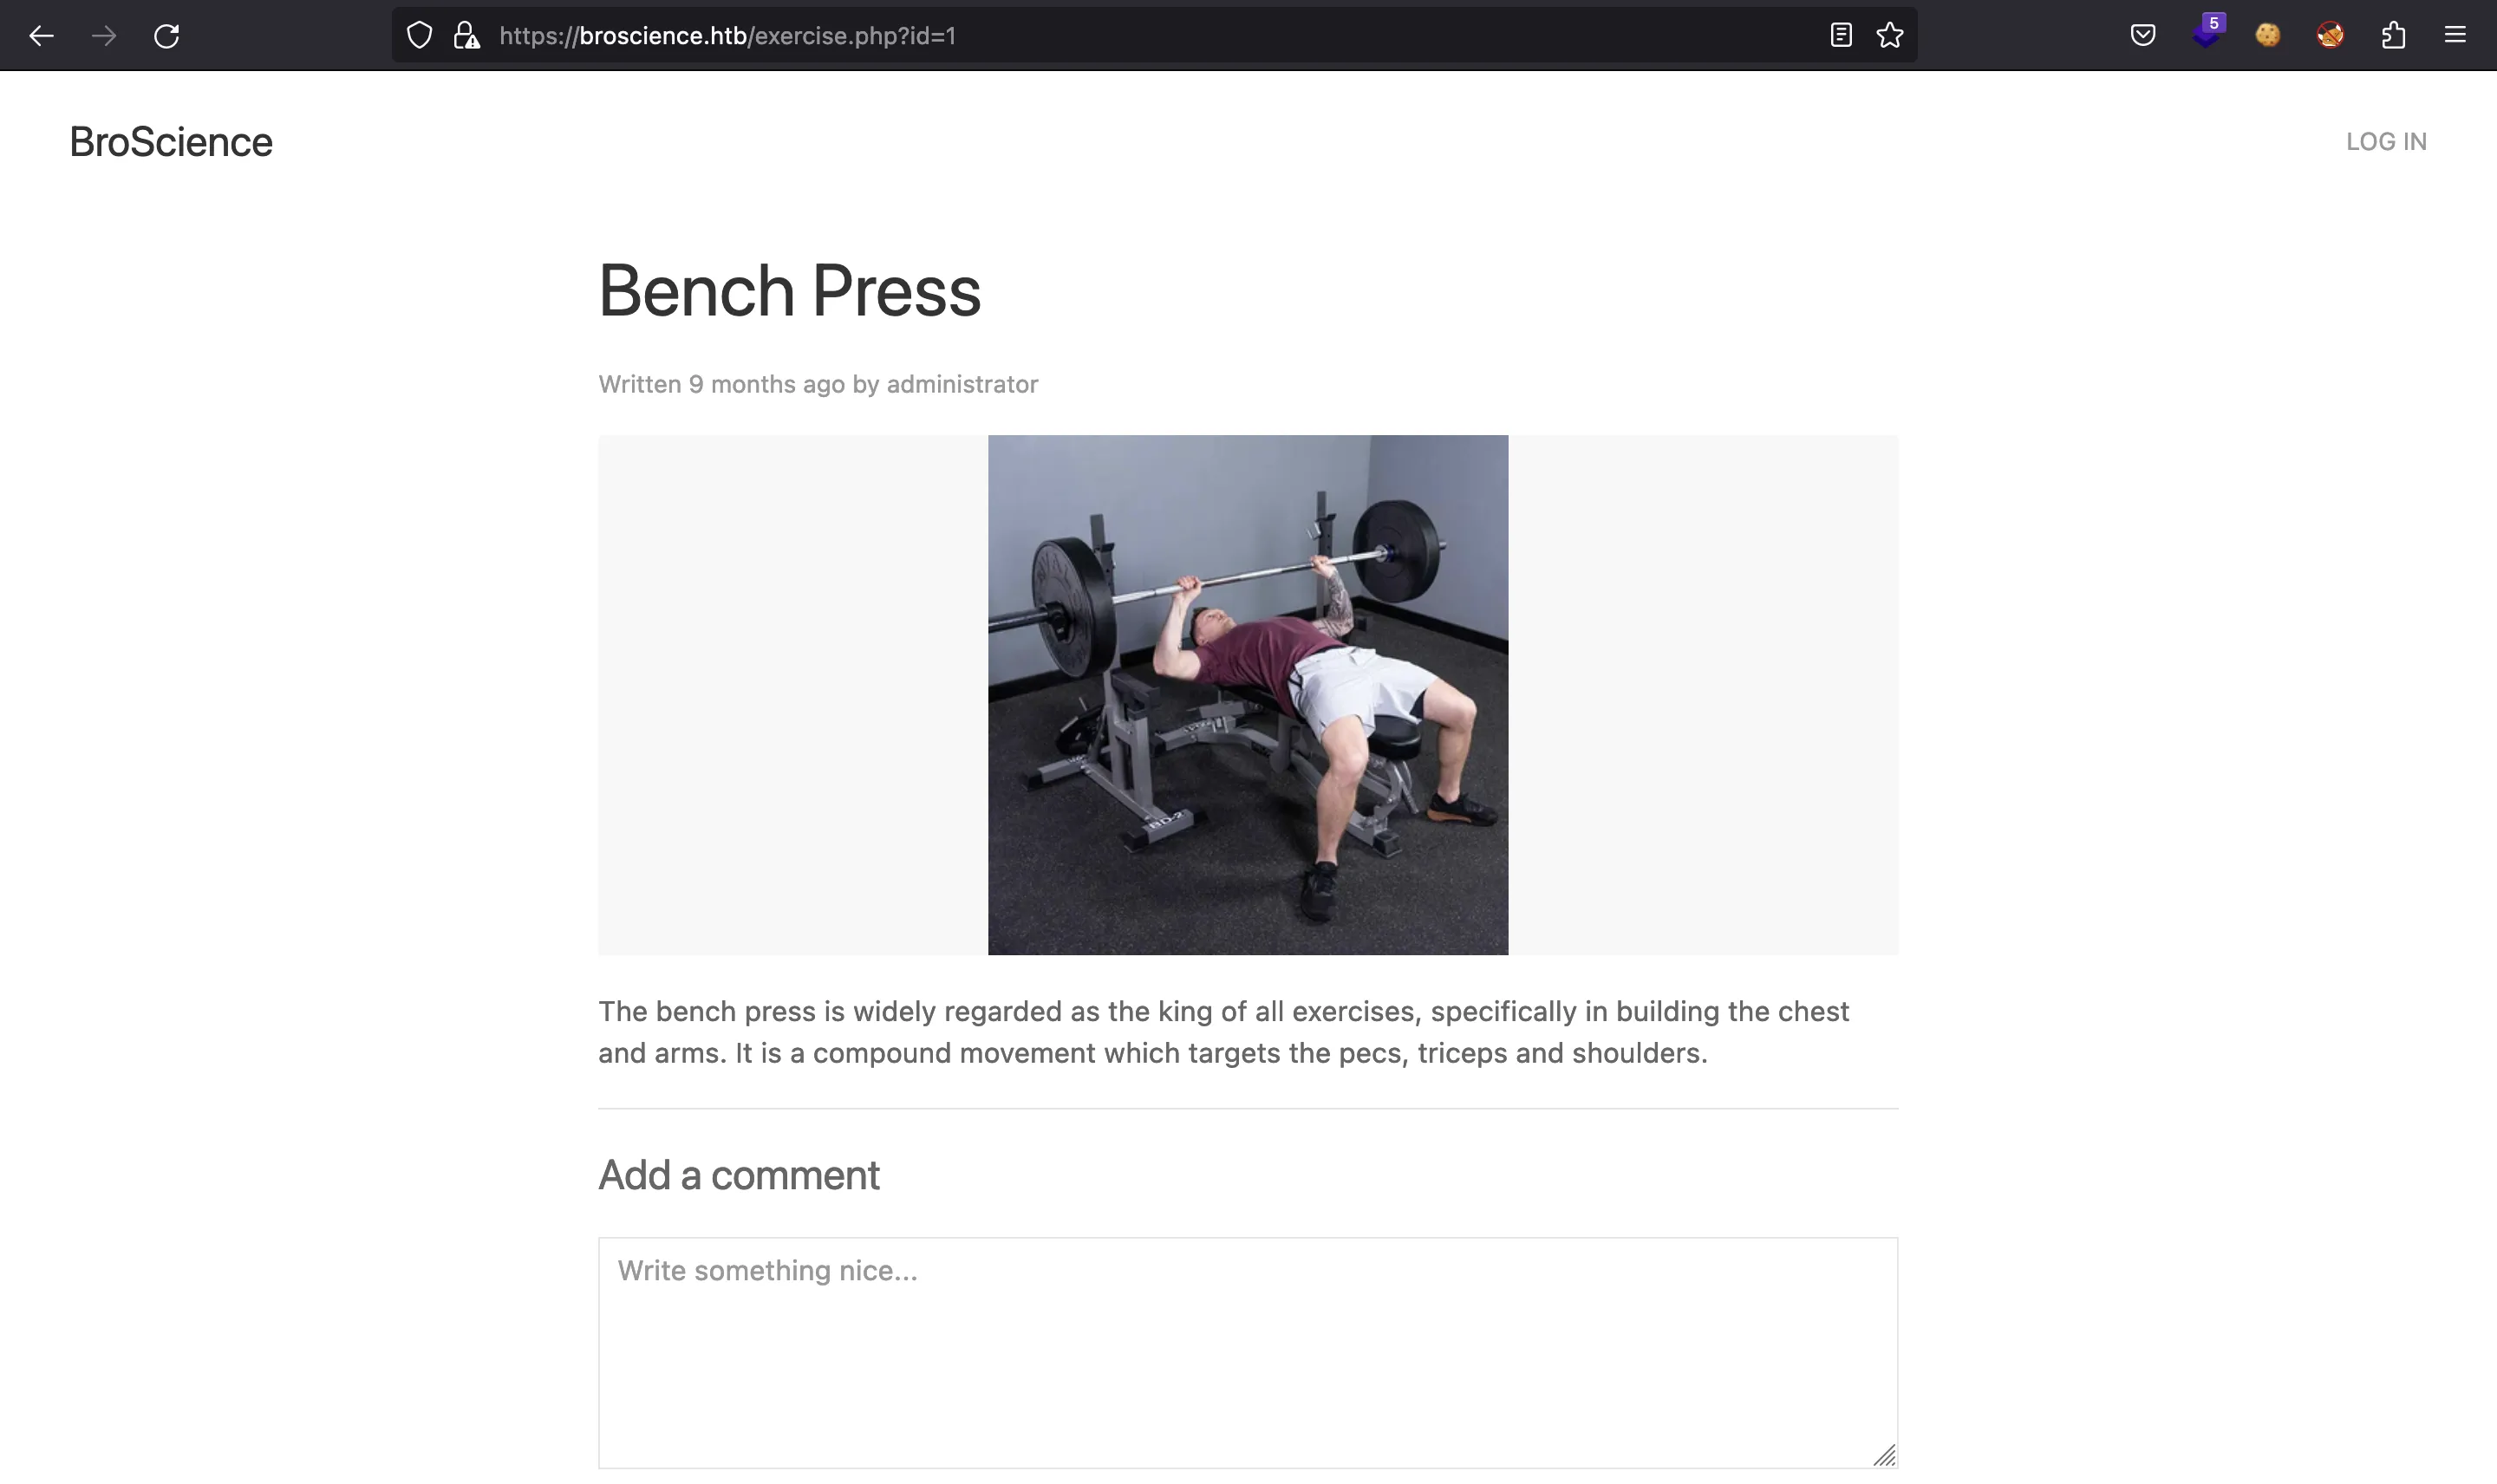 5
https://broscience.htb/exercise.php?id=1
BroScience
LOG IN
Bench Press
Written 9 months ago by administrator
BD-2
The bench press is widely regarded as the king of all exercises, specifically in building the chest
and arms. It is a compound movement which targets the pecs, triceps and shoulders.
Add a comment
Write something nice...